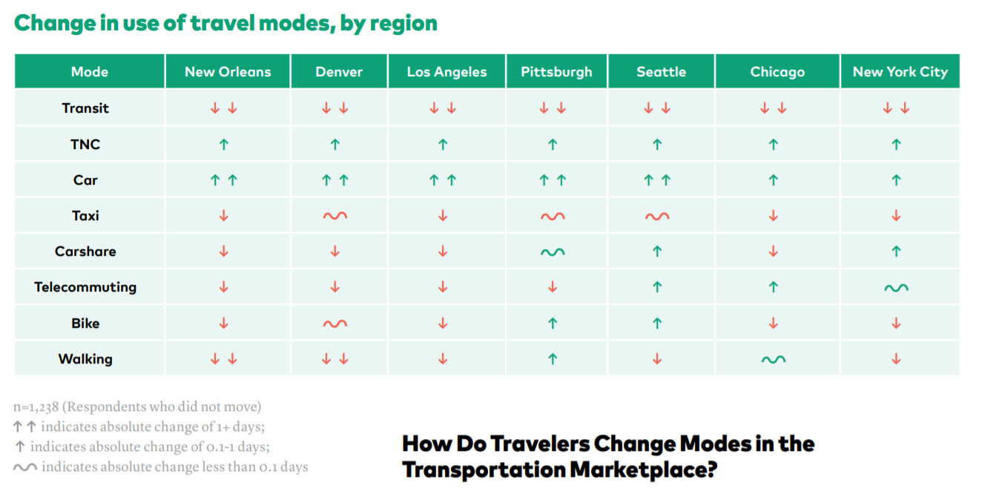 Change in use of travel modes, by region
Mode New Orleans Denver Los Angeles Pittsburgh Seattle Chicago New York City
Transit ↓ ↓ ↓ ↓ ↓ ↓ ↓ ↓ ↓ ↓ ↓ ↓ ↓ ↓
TNC ↑ ↑ ↑ ↑ ↑ ↑ ↑
Car ↑ ↑ ↑ ↑ ↑ ↑ ↑ ↑ ↑ ↑ ↑ ↑
Taxi ↓ ~ ↓ ~ ~ ↓ ↓
Carshare ↓ ↓ ↓ ~ ↑ ↓ ↑
Telecommuting ↓ ↓ ↓ ↓ ↑ ↑ ~
Bike ↓ ~ ↓ ↑ ↑ ↓ ↓
Walking ↓ ↓ ↓ ↓ ↓ ↑ ↓ ~ ↓
n=1,238 (Respondents who did not move)
↑ ↑ indicates absolute change of 1+ days;
↑ indicates absolute change of 0.1-1 days;
~ indicates absolute change less than 0.1 days
How Do Travelers Change Modes in the
Transportation Marketplace?